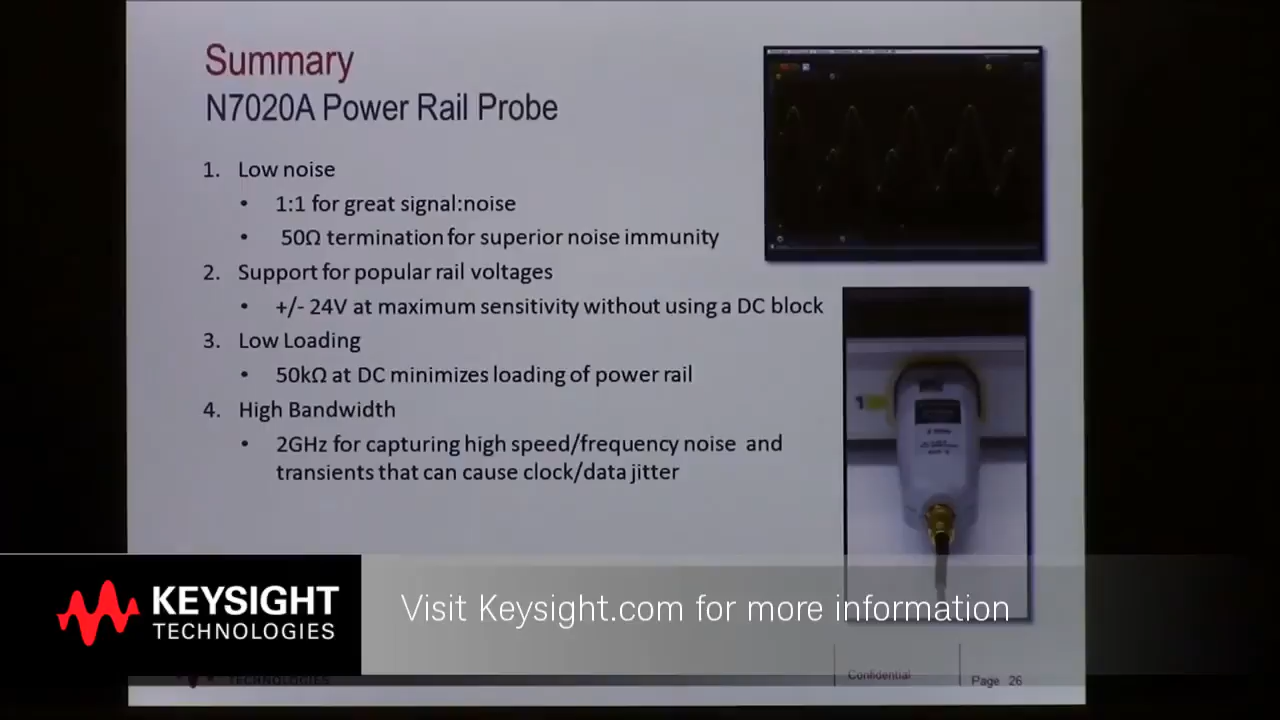 Summary
N7020A Power Rail Probe
1. Low noise
• 1:1 for great signal:noise
• 50Ω termination for superior noise immunity
2. Support for popular rail voltages
• +/- 24V at maximum sensitivity without using a DC block
3. Low Loading
• 50kΩ at DC minimizes loading of power rail
4. High Bandwidth
• 2GHz for capturing high speed/frequency noise and
transients that can cause clock/data jitter
1
KEYSIGHT
TECHNOLOGIES
Visit Keysight.com for more information
TECHNOLOGIES
Confidential
Page 26